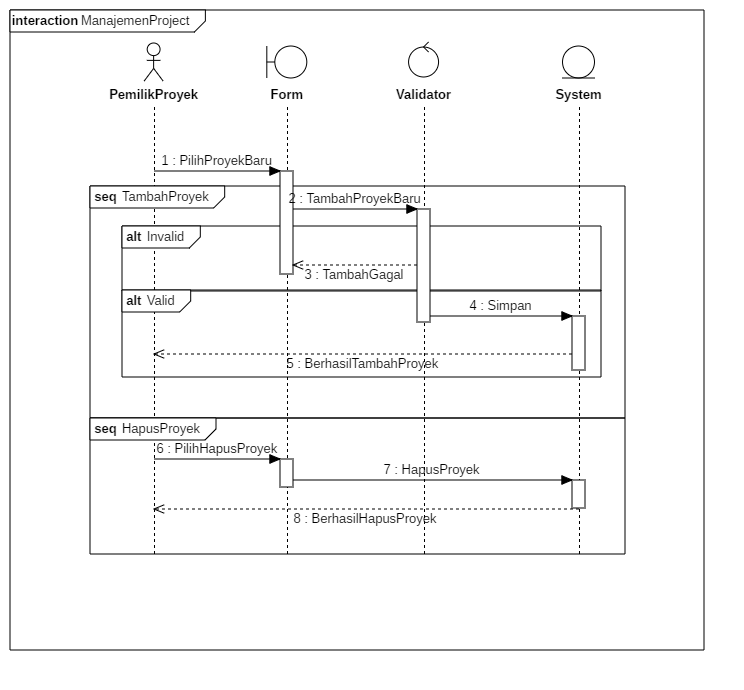 interaction ManajemenProject
PemilikProyek
Form
Validator
System
1 : PilihProyekBaru
seq TambahProyek
2 : TambahProyekBaru
alt Invalid
3 : TambahGagal
alt Valid
4 : Simpan
5 : BerhasilTambahProyek
seq HapusProyek
6 : PilihHapusProyek
7 : HapusProyek
8 : BerhasilHapusProyek